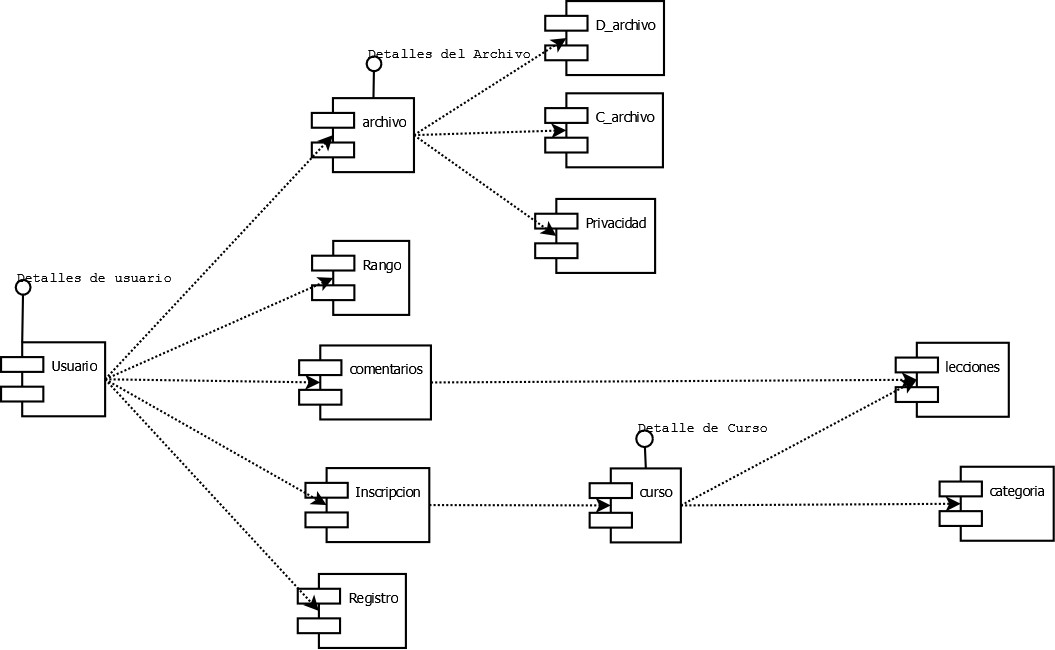 D_archivo
Detalles del Archivo
archivo
C_archivo
Privacidad
Rango
Detalles de usuario
Usuario
comentarios
lecciones
Detalle de Curso
Inscripcion
curso
categoria
Registro